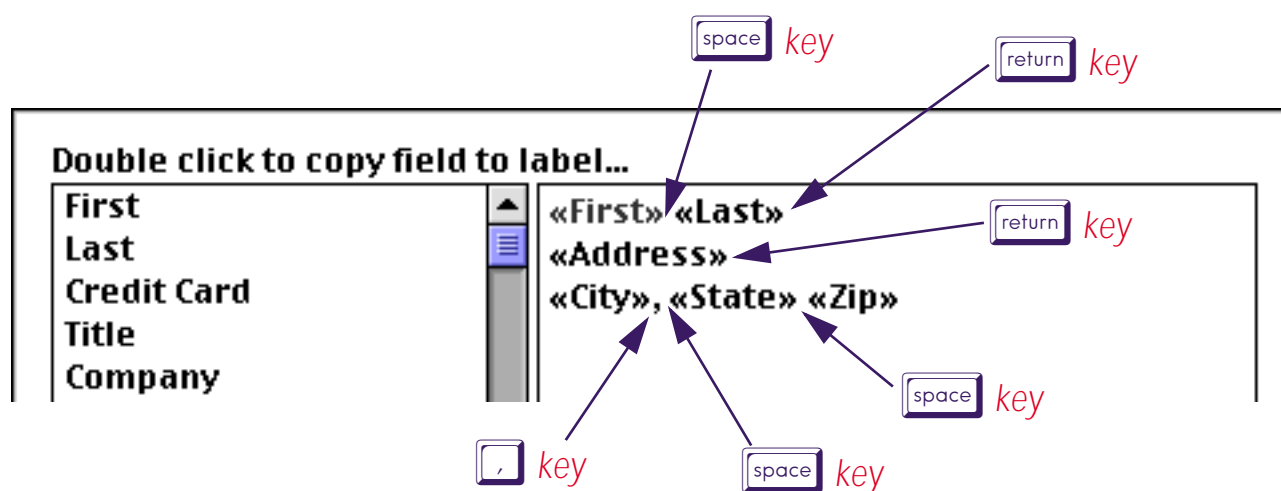 space key
return key
Double click to copy field to label...
First
Last
Credit Card
Title
Company
«First» «Last»
return key
«Address»
«City», «State» «Zip»
space key
, key
space key